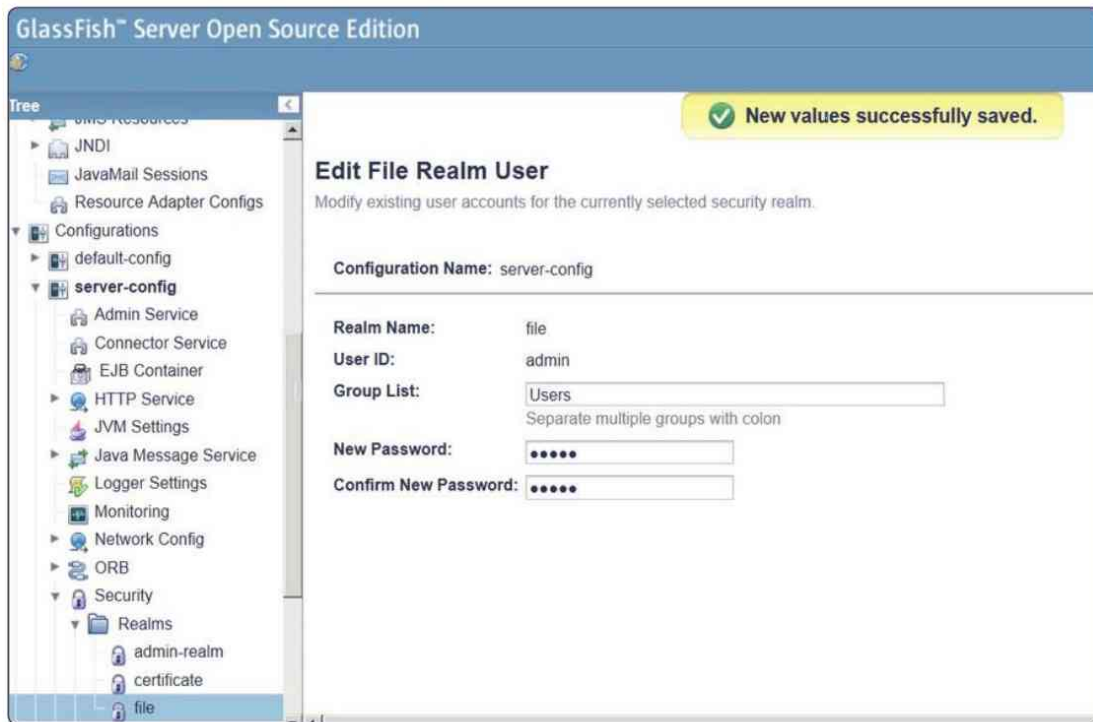 GlassFish™ Server Open Source Edition
Tree
JMS Resources
JNDI
JavaMail Sessions
Resource Adapter Configs
Configurations
default-config
server-config
Admin Service
Connector Service
EJB Container
HTTP Service
JVM Settings
Java Message Service
Logger Settings
Monitoring
Network Config
ORB
Security
Realms
admin-realm
certificate
file
New values successfully saved.
Edit File Realm User
Modify existing user accounts for the currently selected security realm.
Configuration Name: server-config
Realm Name: file
User ID: admin
Group List: Users
Separate multiple groups with colon
New Password: •••••
Confirm New Password: •••••